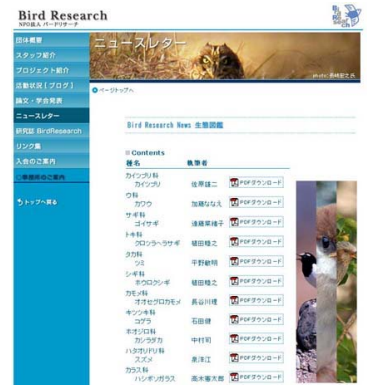 Bird Research
NPO法人 バードリサーチ
団体概要
スタッフ紹介
プロジェクト紹介
活動状況(ブログ)
論文・学会発表
ニュースレター
研究誌 BirdResearch
リンク集
入会のご案内
トップへ戻る
ニュースレター
ページトップへ
Bird Research News 生態図鑑
Contents
種名 執筆者
カイツブリ科
カイツブリ PDFダウンロード
ウ科
カワウ 加藤ななえ PDFダウンロード
サギ科
ゴイサギ PDFダウンロード
トキ科
クロツラヘラサギ 植田睦之 PDFダウンロード
タカ科
ツミ 平野敏明 PDFダウンロード
シギ科
ホウロクシギ 植田睦之 PDFダウンロード
カモメ科
オオセグロカモメ 長谷川理 PDFダウンロード
キツツキ科
コゲラ 石田健 PDFダウンロード
ホオジロ科
カシラダカ 中村司 PDFダウンロード
ハタオリドリ科
スズメ PDFダウンロード
カラス科
ハシボソガラス 高木憲太郎 PDFダウンロード